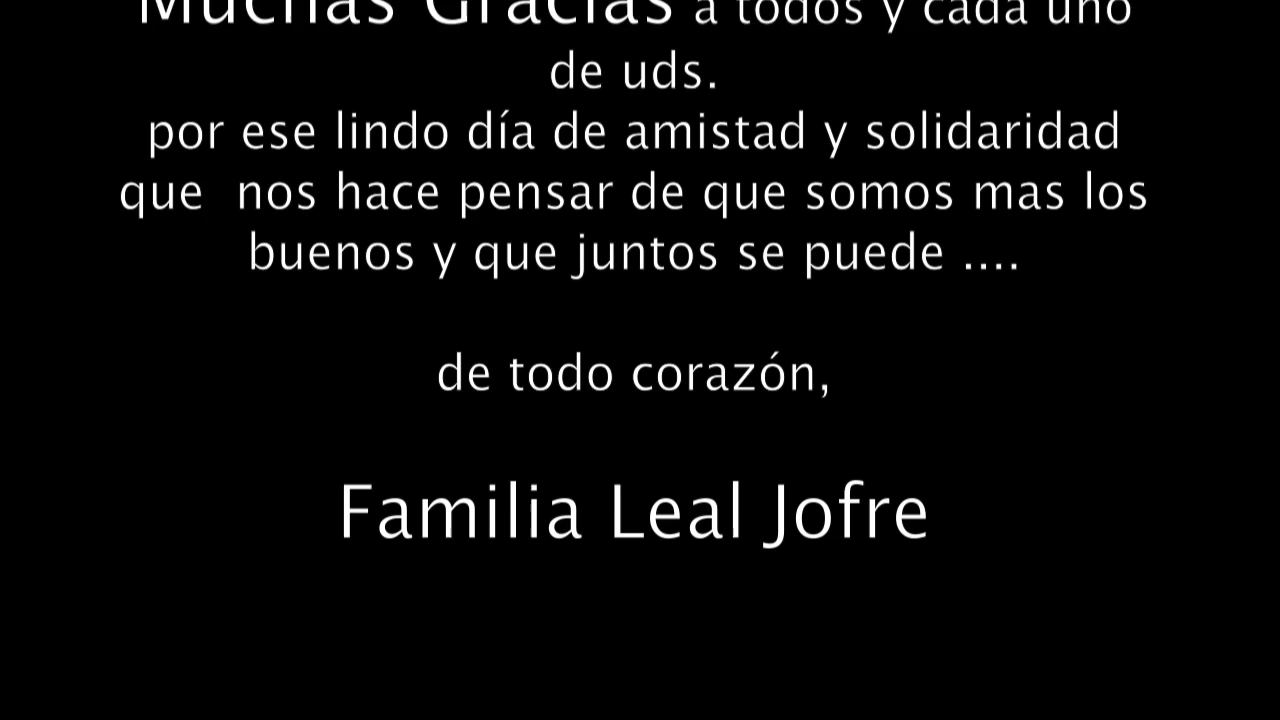 Muchas Gracias a todos y cada uno
de uds.
por ese lindo día de amistad y solidaridad
que  nos hace pensar de que somos mas los
buenos y que juntos se puede ....
de todo corazón,
Familia Leal Jofre